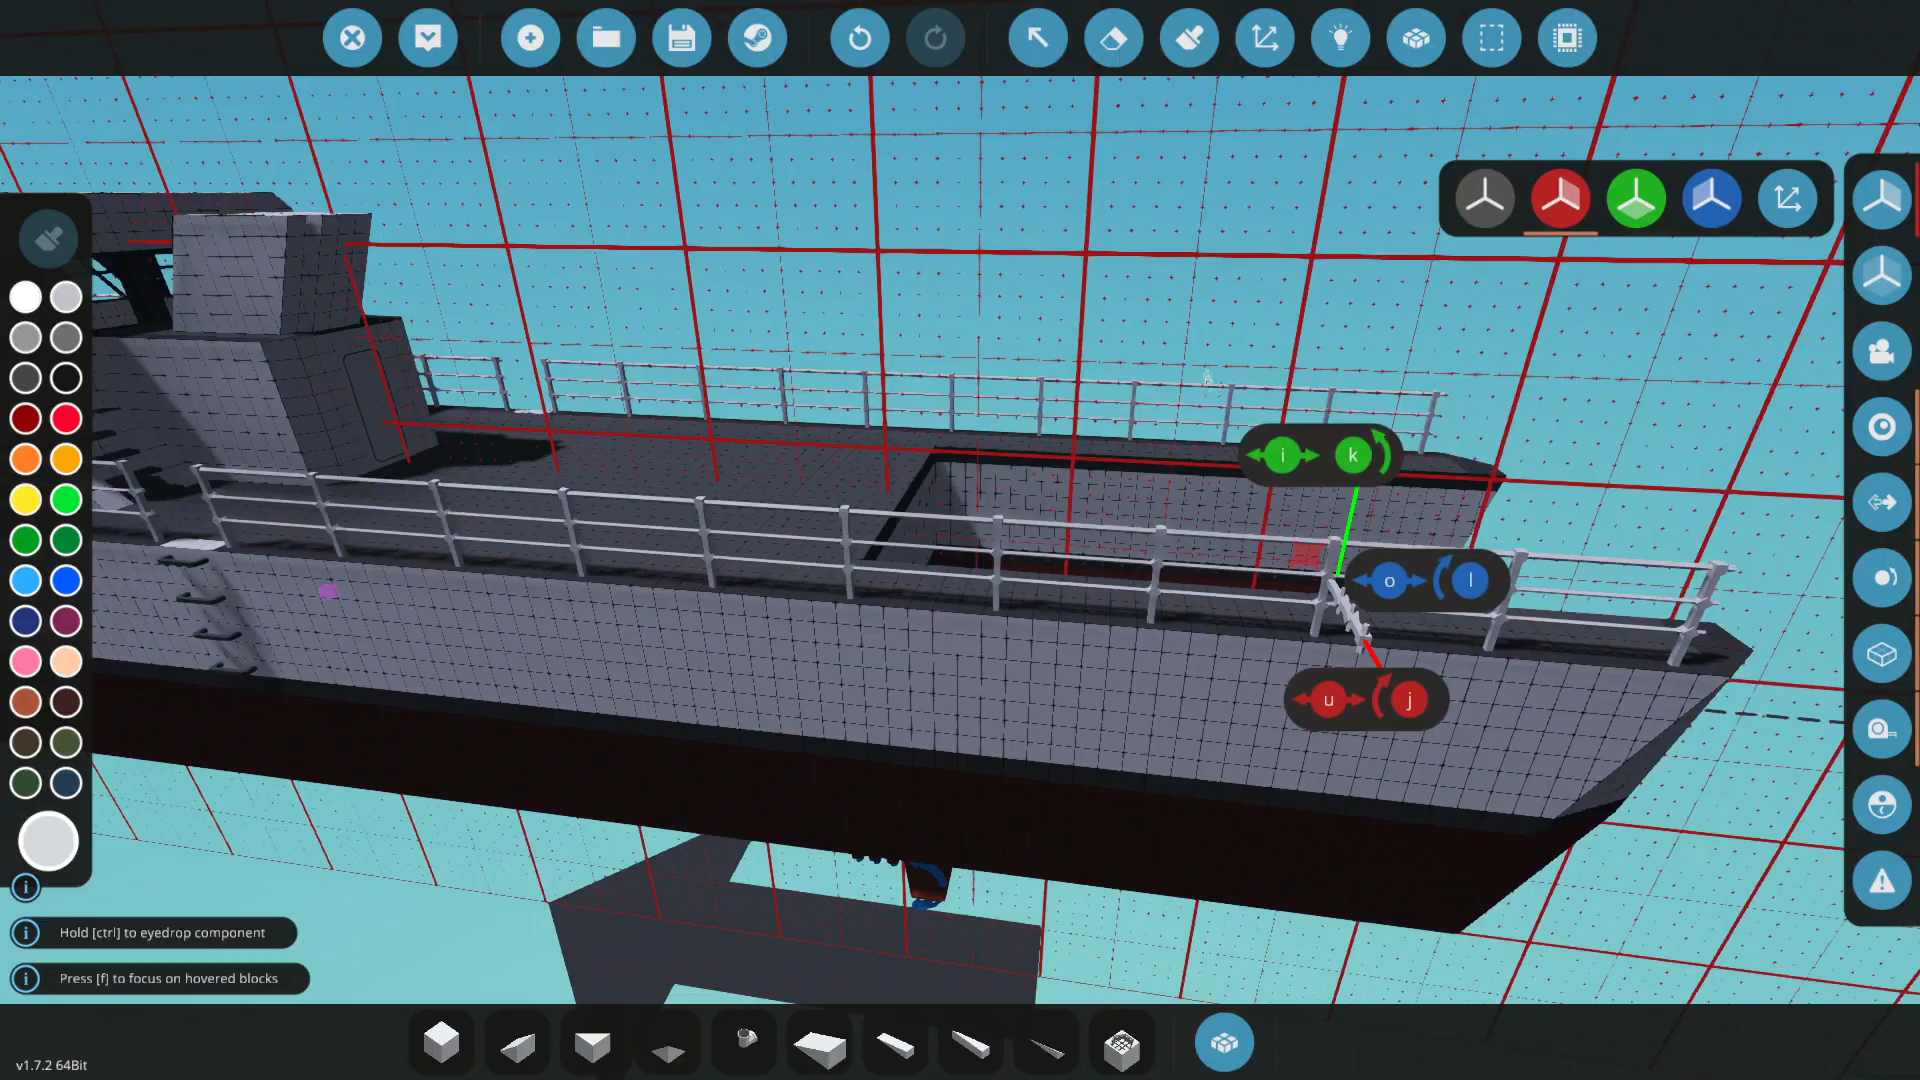 i k
o l
u j
Hold [ctrl] to eyedrop component
Press [f] to focus on hovered blocks
v1.7.2 64Bit